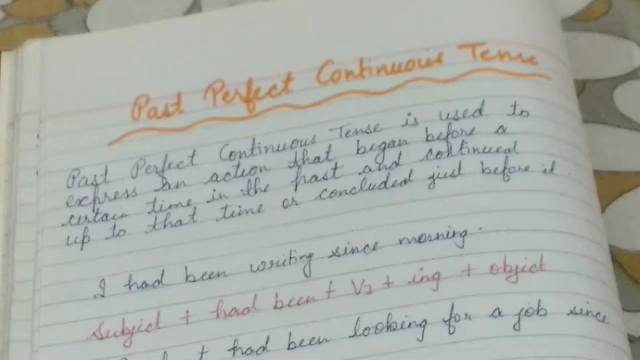 Past Perfect Continuous Tense
Past Perfect Continuous Tense is used to
express an action that began before a
certain time in the past and continued
up to that time or concluded just before it.
I had been writing since morning.
Subject + had been + V1 + ing + object
had been looking for a job since